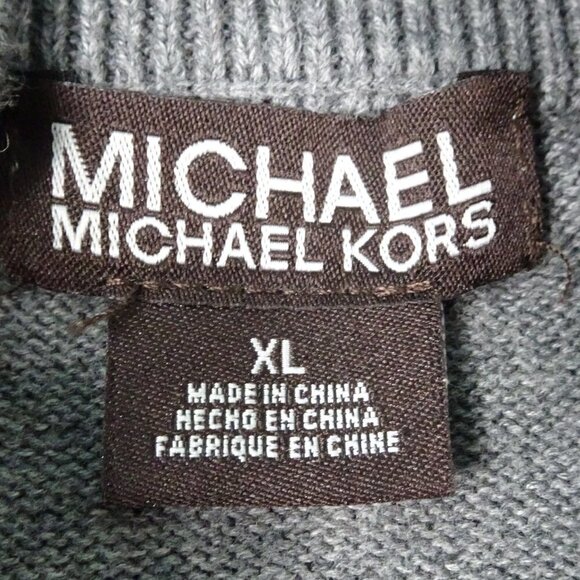 MICHAEL
MICHAEL KORS
XL
MADE IN CHINA
HECHO EN CHINA
FABRIQUE EN CHINE